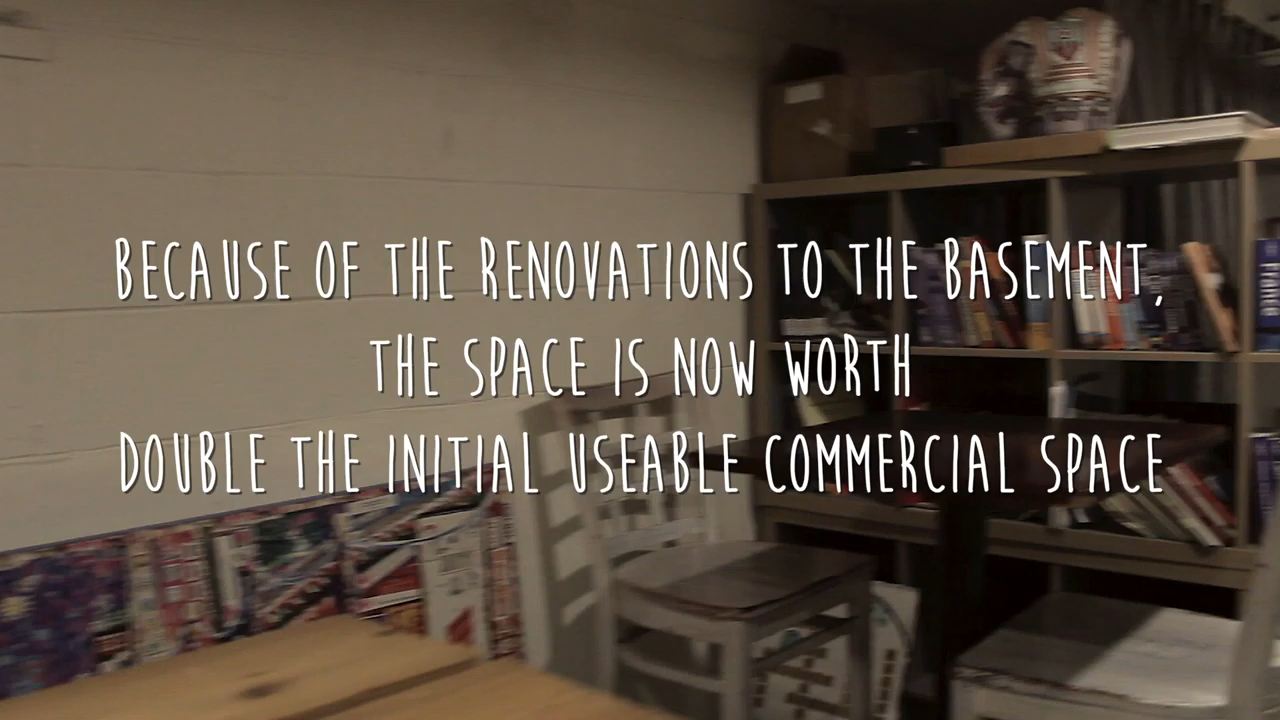 BECAUSE OF THE RENOVATIONS TO THE BASEMENT,
THE SPACE IS NOW WORTH
DOUBLE THE INITIAL USEABLE COMMERCIAL SPACE